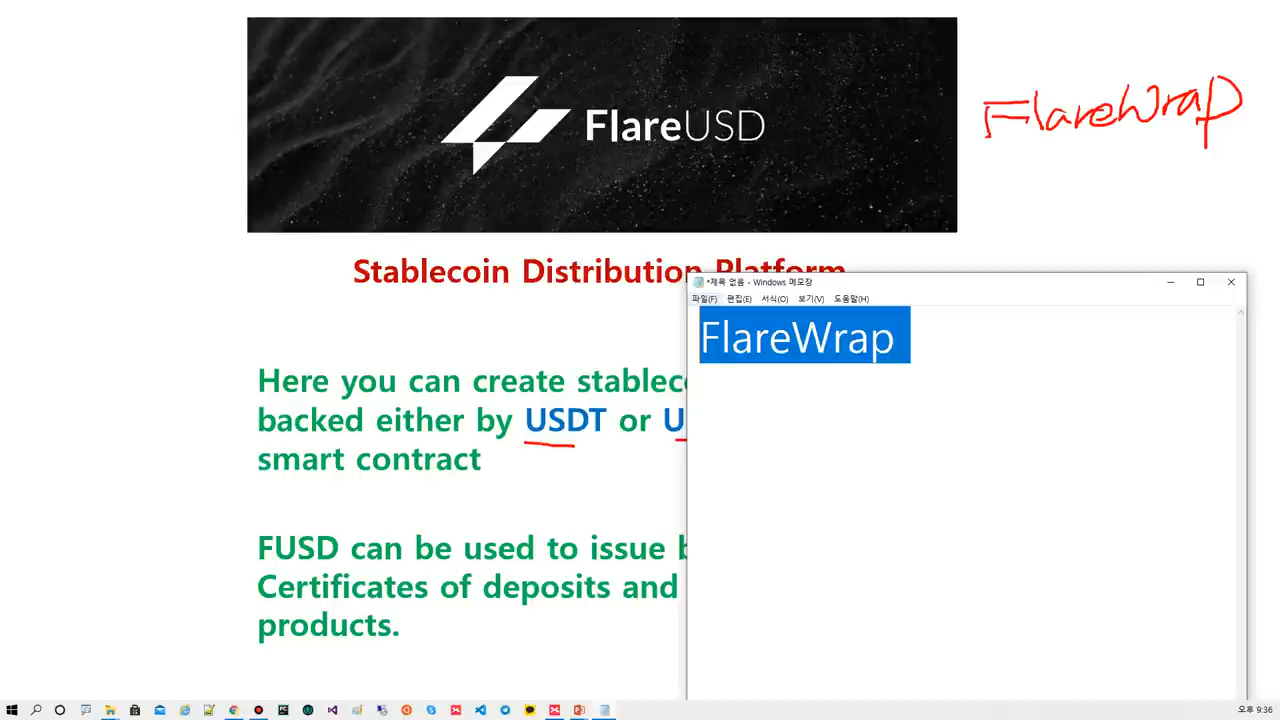 FlareUSD
FlareWrap
Stablecoin Distribution Platform
*제목 없음 - Windows 메모장
파일(F) 편집(E) 서식(O) 보기(V) 도움말(H)
FlareWrap
Here you can create
backed either by USDT or
smart contract
FUSD can be used to issue
Certificates of deposits and
products.
오후 9:36